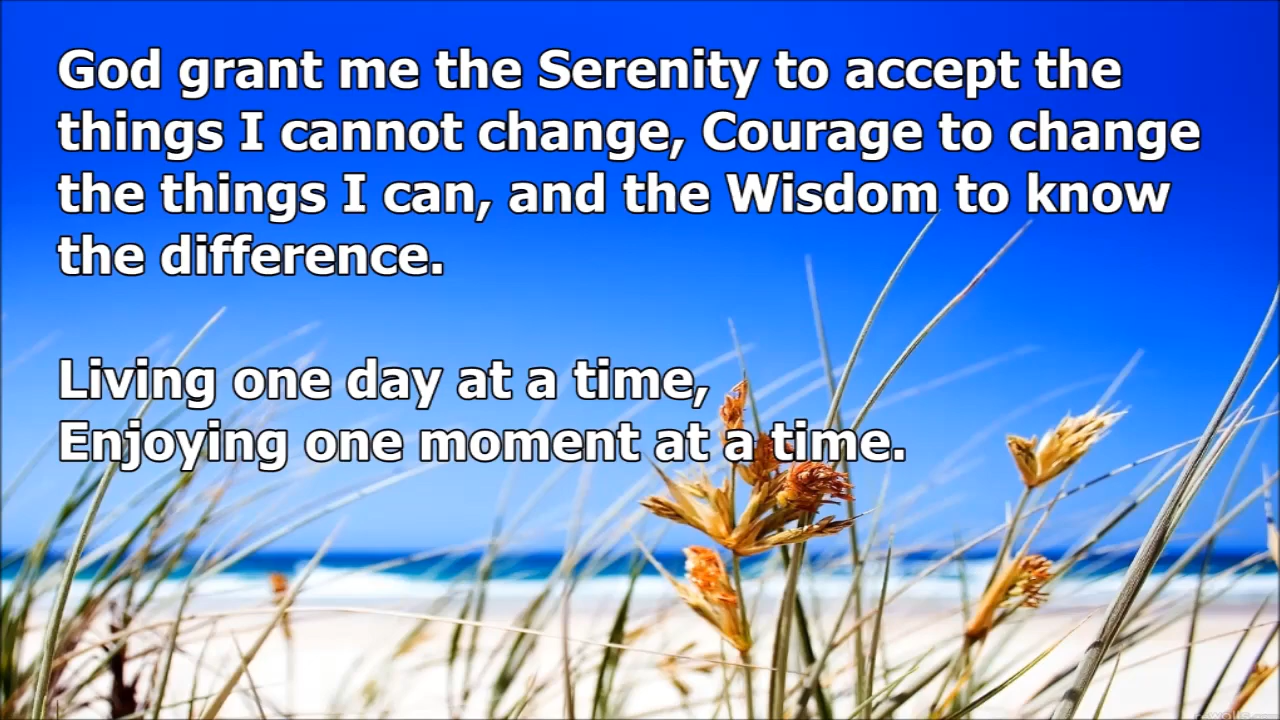 God grant me the Serenity to accept the
things I cannot change, Courage to change
the things I can, and the Wisdom to know
the difference.
Living one day at a time,
Enjoying one moment at a time.